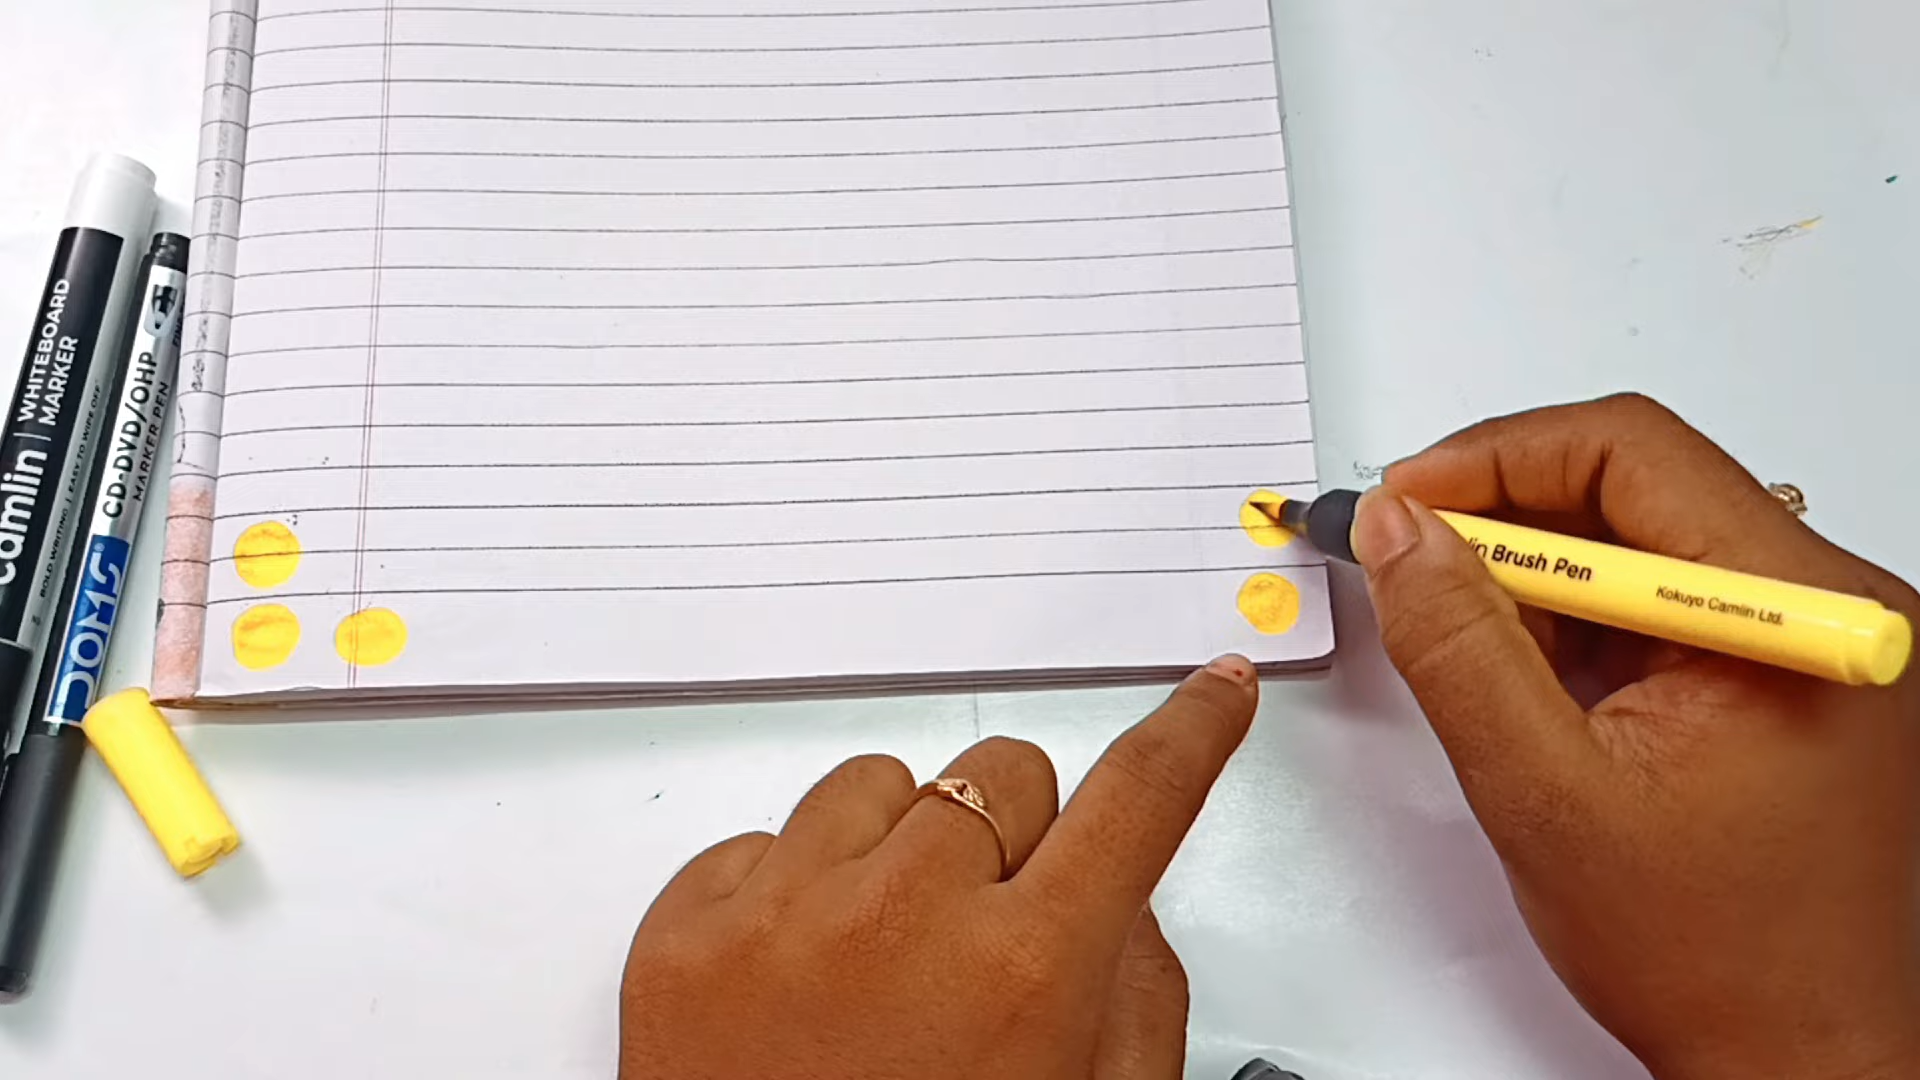 camlin | WHITEBOARD MARKER
BOLD WRITING | EASY TO WIPE OFF
DOMS CD-DVD/OHP
MARKER PEN
lin Brush Pen
Kokuyo Camlin Ltd.